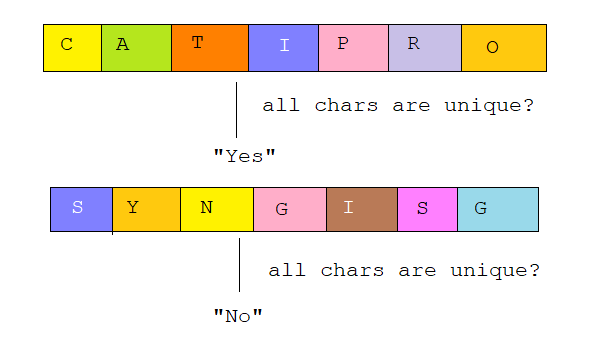 C A T I P R O
all chars are unique?
"Yes"
S Y N G I S G
all chars are unique?
"No"